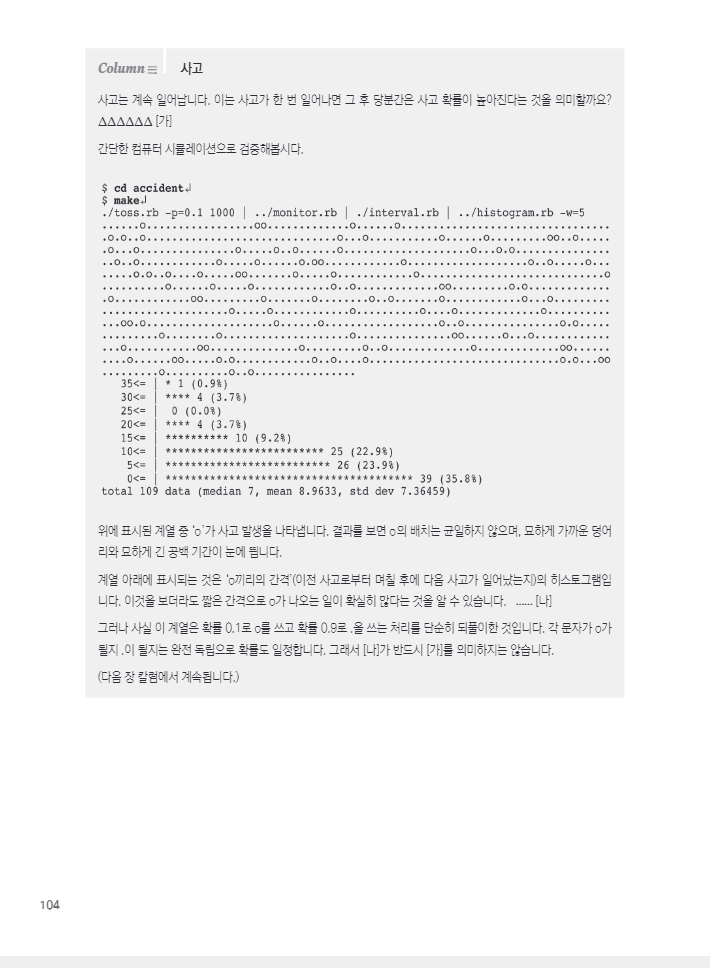 Column
사고
사고는 계속 일어납니다. 이는 사고가 한 번 일어나면 그 후 당분간은 사고 확률이 높아진다는 것을 의미할까요?
ΔΔΔΔΔΔ [가]
간단한 컴퓨터 시뮬레이션으로 검증해봅시다.
$ cd accident↲
$ make↲
./toss.rb -p=0.1 1000 | ../monitor.rb | ./interval.rb | ../histogram.rb -w=5
35<= | * 1 (0.9%)
30<= | **** 4 (3.7%)
25<= | 0 (0.0%)
20<= | **** 4 (3.7%)
15<= | ********** 10 (9.2%)
10<= | ************************* 25 (22.9%)
5<= | ************************** 26 (23.9%)
0<= | *************************************** 39 (35.8%)
total 109 data (median 7, mean 8.9633, std dev 7.36459)
위에 표시된 계열 중 ‘o’가 사고 발생을 나타냅니다. 결과를 보면 o의 배치는 균일하지 않으며, 묘하게 가까운 덩어
리와 묘하게 긴 공백 기간이 눈에 띕니다.
계열 아래에 표시되는 것은 ‘o끼리의 간격’(이전 사고로부터 며칠 후에 다음 사고가 일어났는지)의 히스토그램입
니다. 이것을 보더라도 짧은 간격으로 o가 나오는 일이 확실히 많다는 것을 알 수 있습니다. ...... [나]
그러나 사실 이 계열은 확률 0.1로 o를 쓰고 확률 0.9로 .을 쓰는 처리를 단순히 되풀이한 것입니다. 각 문자가 o가
될지 .이 될지는 완전 독립으로 확률도 일정합니다. 그래서 [나]가 반드시 [가]를 의미하지는 않습니다.
(다음 장 칼럼에서 계속됩니다.)
104